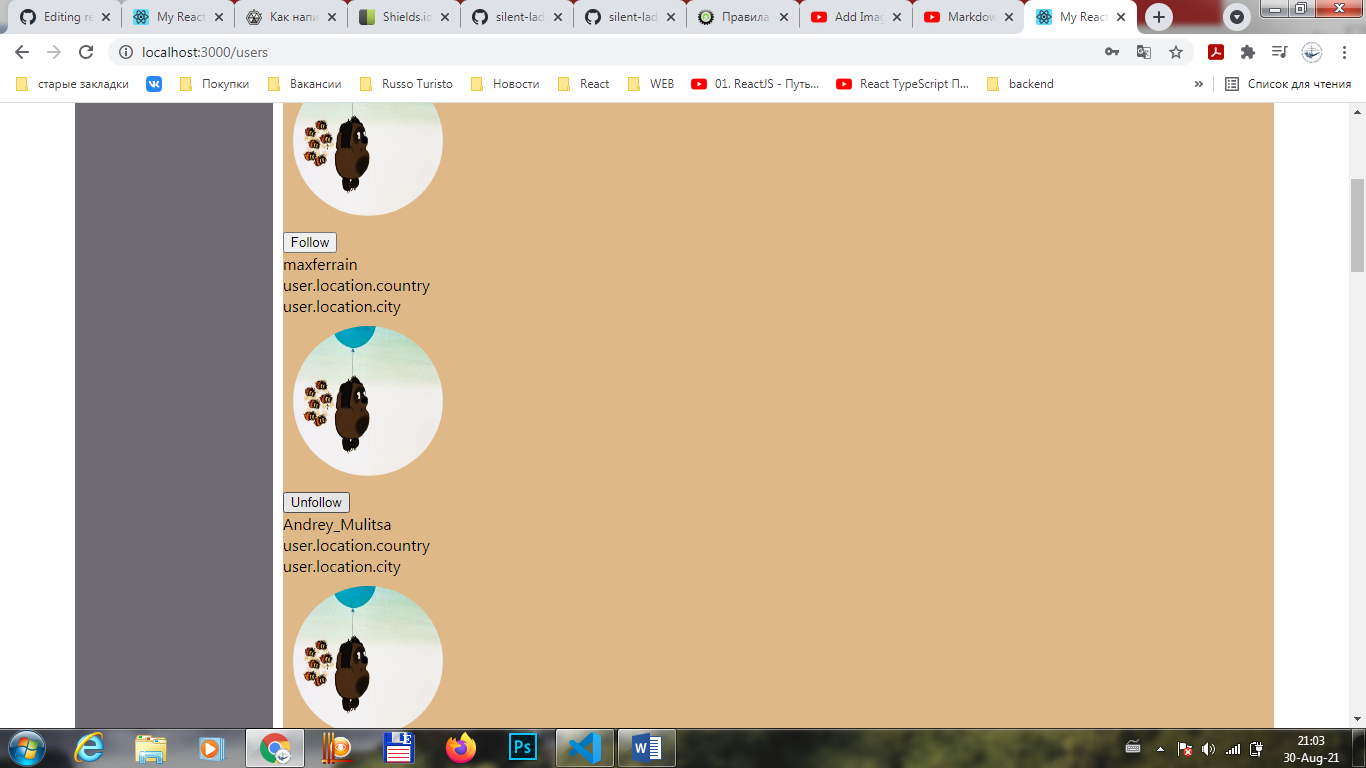 Editing re
My React
Как напи
Shields.io
silent-lad
silent-lad
Правила
Add Imag
Markdow
My React
localhost:3000/users
старые закладки
Покупки
Вакансии
Russo Turisto
Новости
React
WEB
01. ReactJS - Путь...
React TypeScript П...
backend
»
Список для чтения
Follow
maxferrain
user.location.country
user.location.city
Unfollow
Andrey_Mulitsa
user.location.country
user.location.city
21:03
30-Aug-21